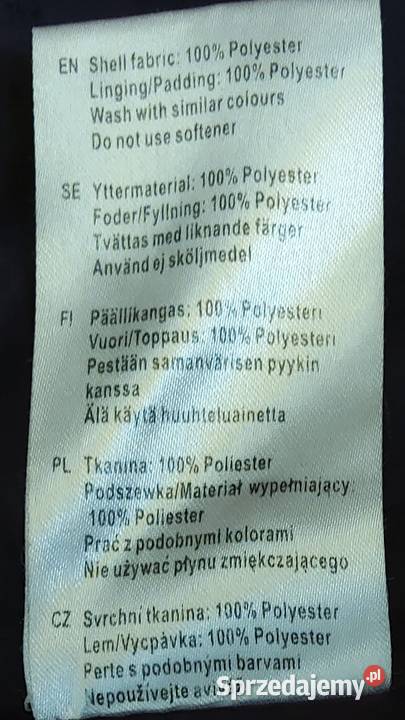 EN Shell fabric: 100% Polyester
Linging/Padding: 100% Polyester
Wash with similar colours
Do not use softener
SE Yttermaterial: 100% Polyester
Foder/Fyllning: 100% Polyester
Tvättas med liknande färger
Använd ej sköljmedel
FI Päällikangas: 100% Polyesteri
Vuori/Toppaus: 100% Polyesteri
Pestään samanvärisen pyykin
kanssa
Älä käytä huuhteluainetta
PL Tkanina: 100% Poliester
Podszewka/Materiał wypełniający:
100% Poliester
Prać z podobnymi kolorami
Nie używać płynu zmiękczającego
CZ Svrchní tkanina: 100% Polyester
Lem/Vycpávka: 100% Polyester
Perte s podobnými barvami
Nepoužívejte
Sprzedajemy.pl